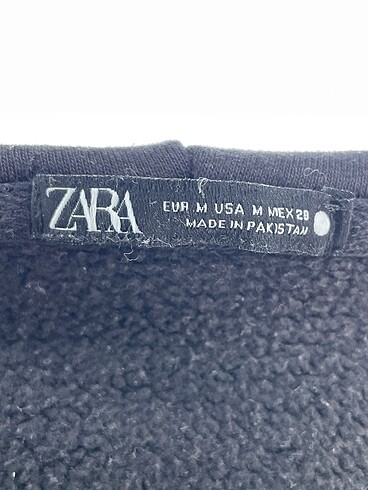 ZARA
EUR M USA M MEX 28
MADE IN PAKISTAN